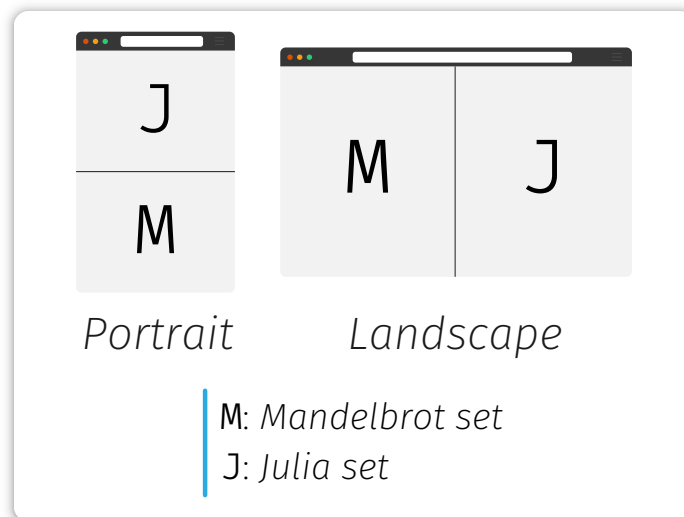 J
M
M
J
Portrait
Landscape
M: Mandelbrot set
J: Julia set